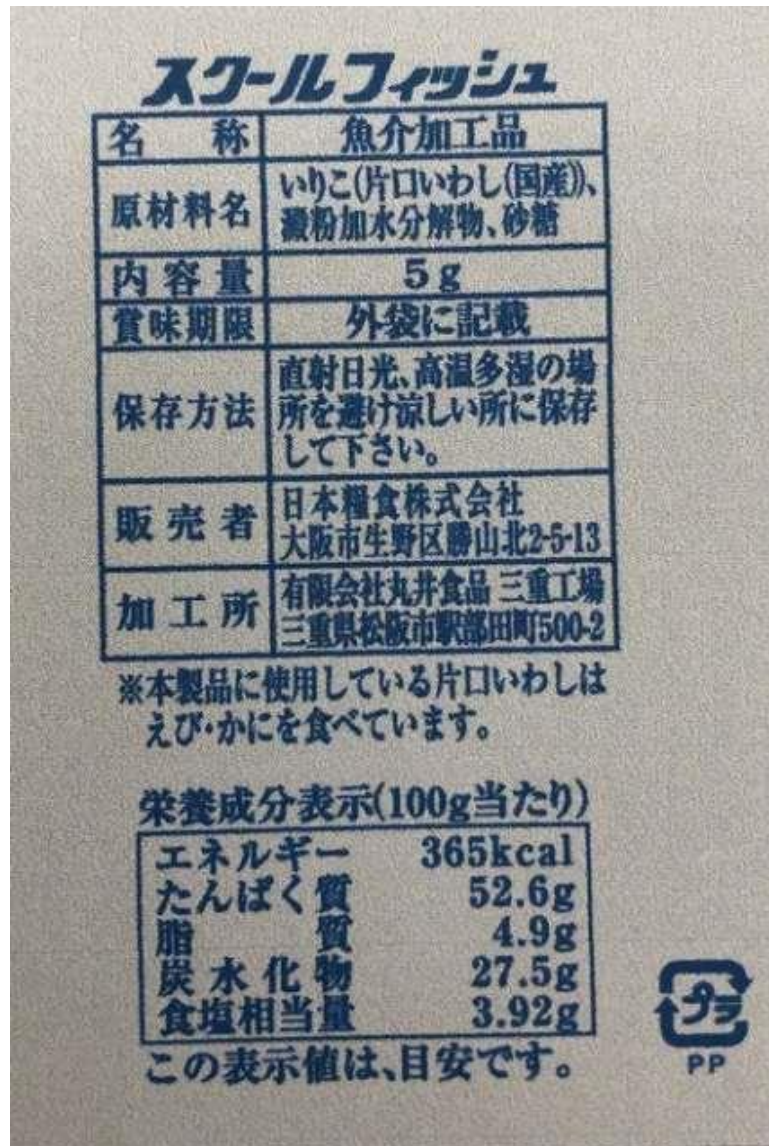 スクールフィッシュ
名称 魚介加工品
原材料名 いりこ(片口いわし(国産))、
澱粉加水分解物、砂糖
内容量 5g
賞味期限 外袋に記載
保存方法 直射日光、高温多湿の場
所を避け涼しい所に保存
して下さい。
販売者 日本糧食株式会社
大阪市生野区勝山北2-5-13
加工所 有限会社丸井食品 三重工場
三重県松阪市駅部田町500-2
※本製品に使用している片口いわしは
えび・かにを食べています。
栄養成分表示(100g当たり)
エネルギー 365kcal
たんぱく質 52.6g
脂質 4.9g
炭水化物 27.5g
食塩相当量 3.92g
この表示値は、目安です。
プラ
PP